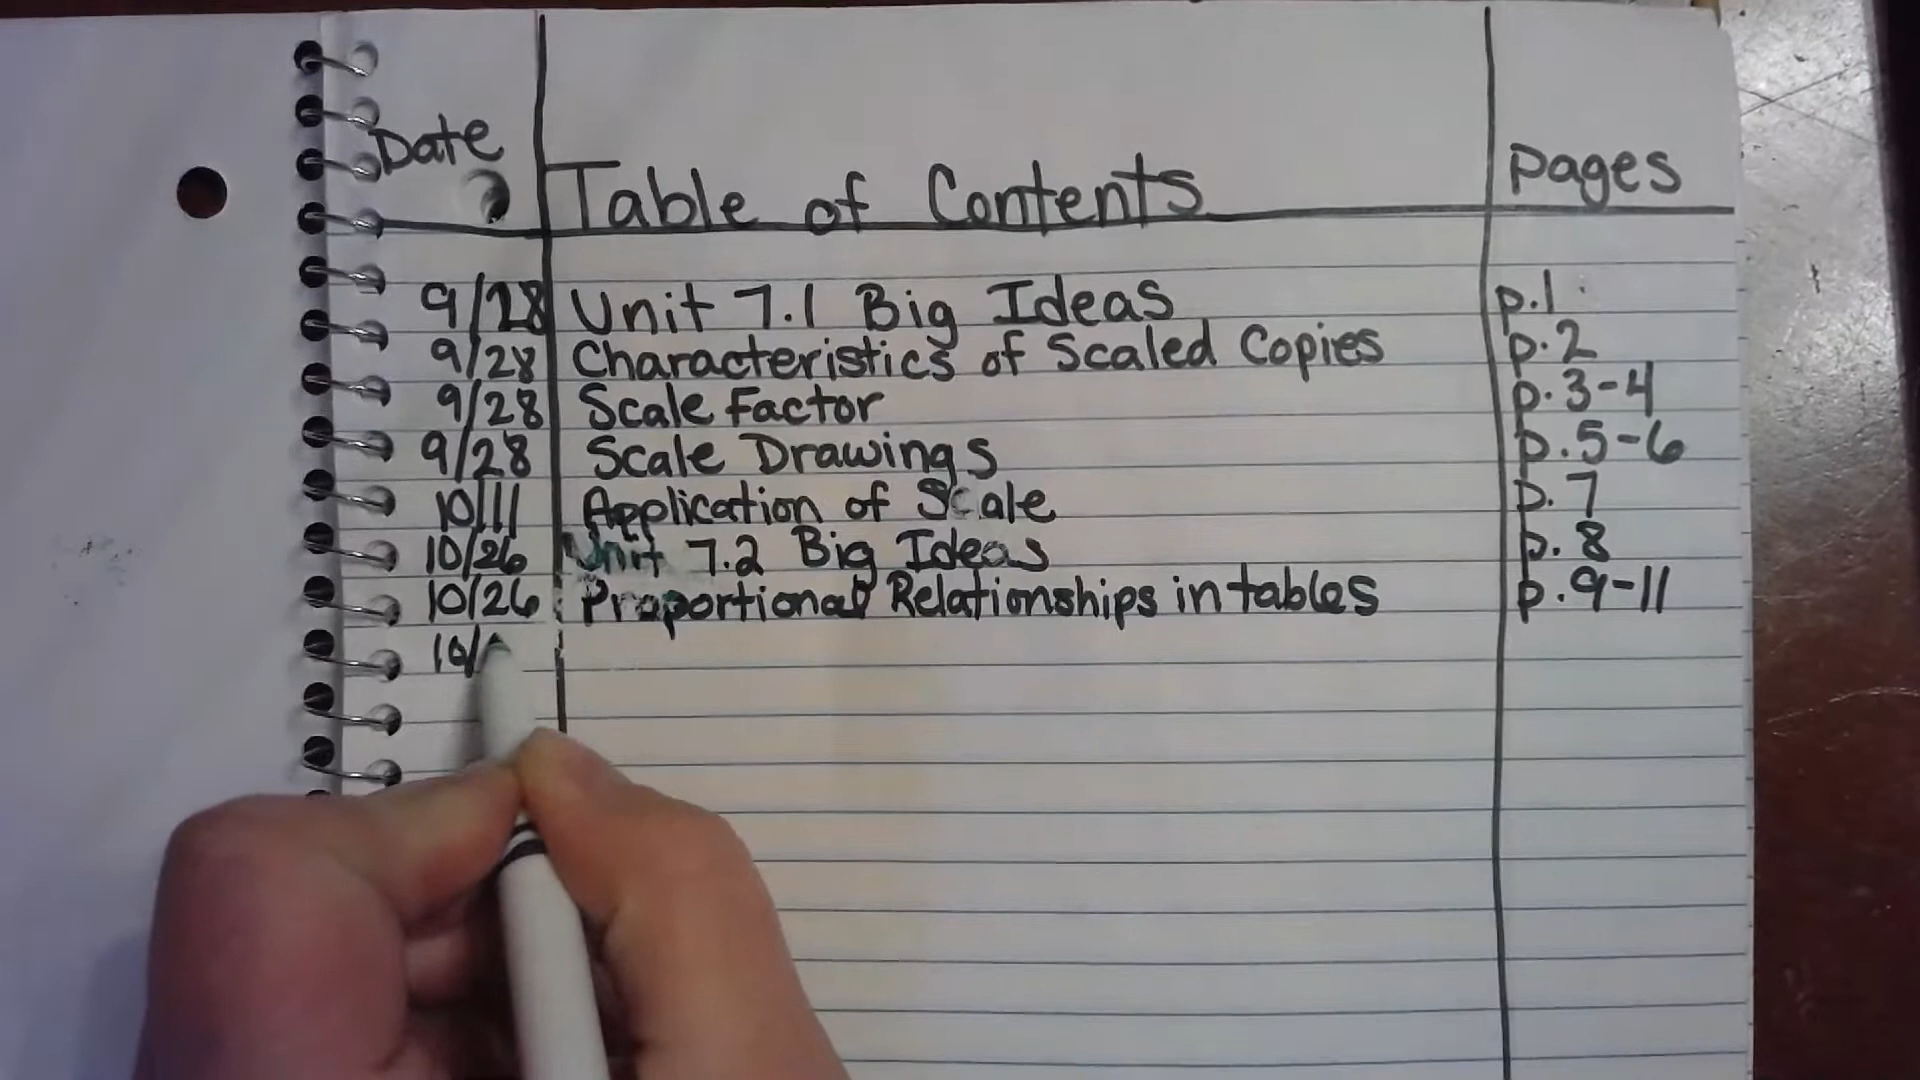 Date Table of Contents Pages
9/28 Unit 7.1 Big Ideas p.1
9/28 Characteristics of Scaled Copies p.2
9/28 Scale Factor p.3-4
9/28 Scale Drawings p.5-6
10/11 Application of Scale p.7
10/26 Unit 7.2 Big Ideas p.8
10/26 Proportional Relationships in tables p.9-11
10/